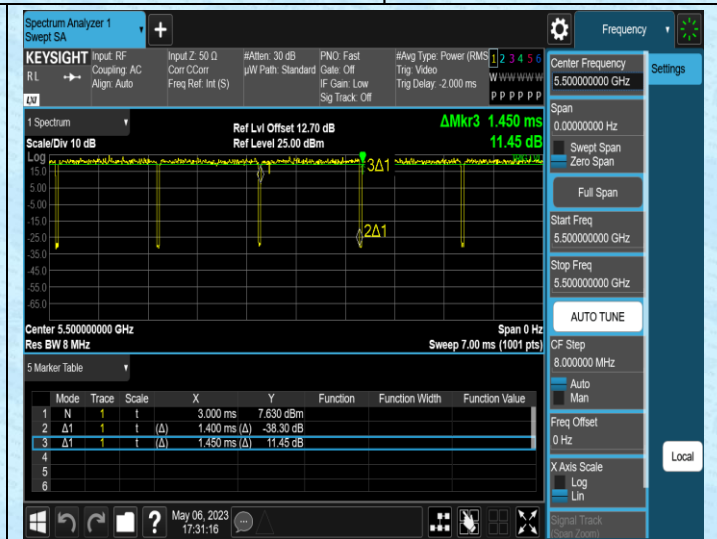 Spectrum Analyzer 1
Swept SA
+
Frequency
KEYSIGHT
RL
LXI
Input: RF
Coupling: AC
Align: Auto
Input Z: 50 Ω
Corr CCorr
Freq Ref: Int (S)
#Atten: 30 dB
µW Path: Standard
PNO: Fast
Gate: Off
IF Gain: Low
Sig Track: Off
#Avg Type: Power (RMS
Trig: Video
Trig Delay: -2.000 ms
1 2 3 4 5 6
W W W W W W
P P P P P P
1 Spectrum
Scale/Div 10 dB
Ref Lvl Offset 12.70 dB
Ref Level 25.00 dBm
ΔMkr3 1.450 ms
11.45 dB
Log
15.0
5.00
-5.00
-15.0
-25.0
-35.0
-45.0
-55.0
-65.0
1
3Δ1
2Δ1
Center 5.500000000 GHz
Res BW 8 MHz
Span 0 Hz
Sweep 7.00 ms (1001 pts)
5 Marker Table
Mode Trace Scale X Y Function Function Width Function Value
1 N 1 t 3.000 ms 7.630 dBm
2 Δ1 1 t (Δ) 1.400 ms (Δ) -38.30 dB
3 Δ1 1 t (Δ) 1.450 ms (Δ) 11.45 dB
4
5
6
?
May 06, 2023
17:31:16
Center Frequency
5.500000000 GHz
Span
0.00000000 Hz
Swept Span
Zero Span
Full Span
Start Freq
5.500000000 GHz
Stop Freq
5.500000000 GHz
AUTO TUNE
CF Step
8.000000 MHz
Auto
Man
Freq Offset
0 Hz
X Axis Scale
Log
Lin
Signal Track
(Span Zoom)
Settings
Local